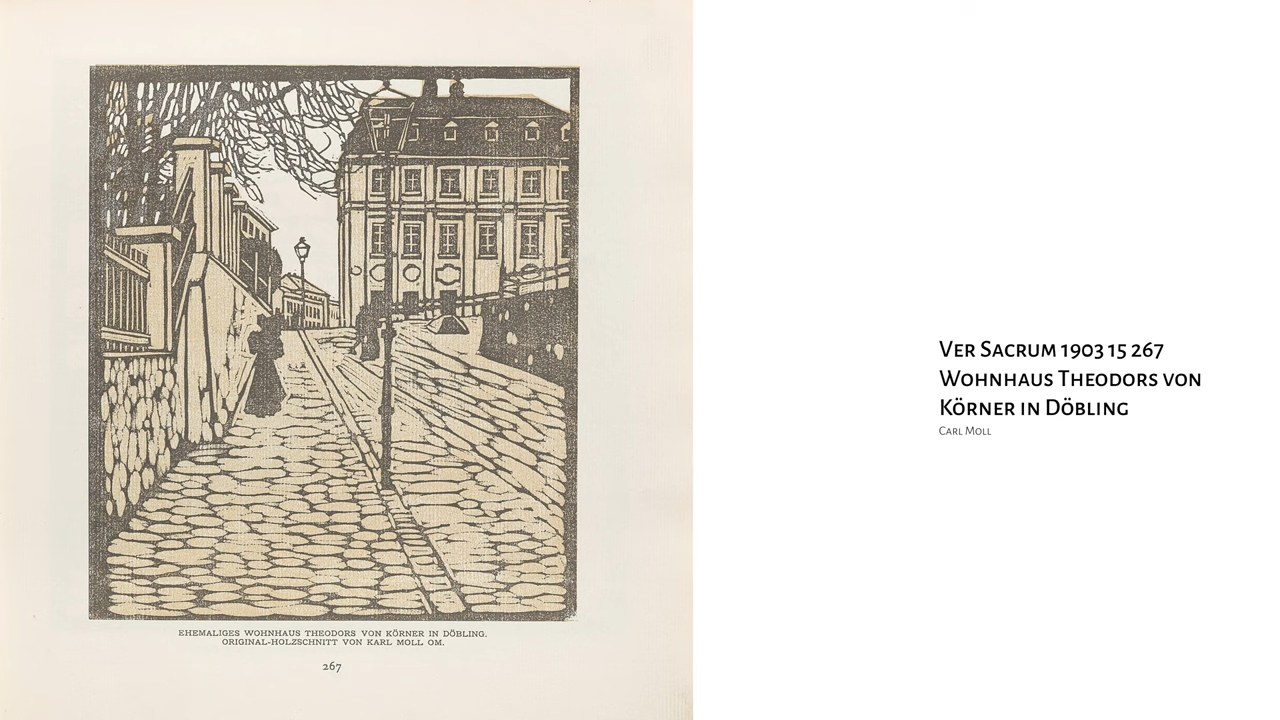 EHEMALIGES WOHNHAUS THEODORS VON KÖRNER IN DÖBLING.
ORIGINAL-HOLZSCHNITT VON KARL MOLL OM.
267
Ver Sacrum 1903 15 267
Wohnhaus Theodors von
Körner in Döbling
Carl Moll